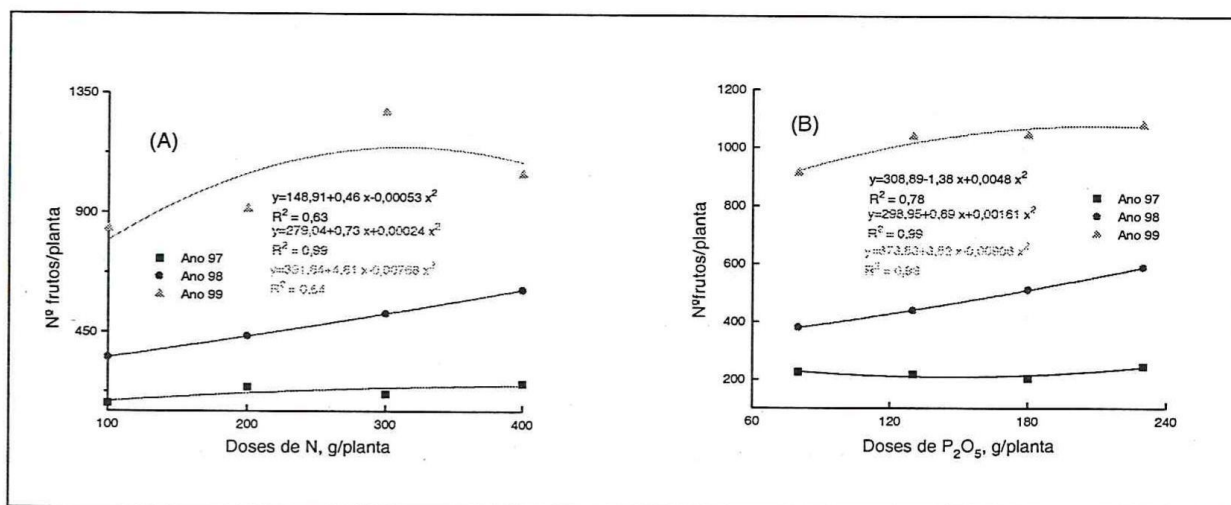 (A)
Nº frutos/planta
1350
900
450
y=148,91+0,46 x-0,00053 x²
R² = 0,63
y=279,04+0,73 x+0,00024 x²
R² = 0,99
R² = 0,54
Ano 97
Ano 98
Ano 99
100
200
300
400
Doses de N, g/planta
(B)
Nºfrutos/planta
1200
1000
800
600
400
200
y=308,89-1,38 x+0,0048 x²
R² = 0,78
y=298,95+0,69 x+0,00161 x²
R² = 0,99
Ano 97
Ano 98
Ano 99
60
120
180
240
Doses de P₂O₅, g/planta